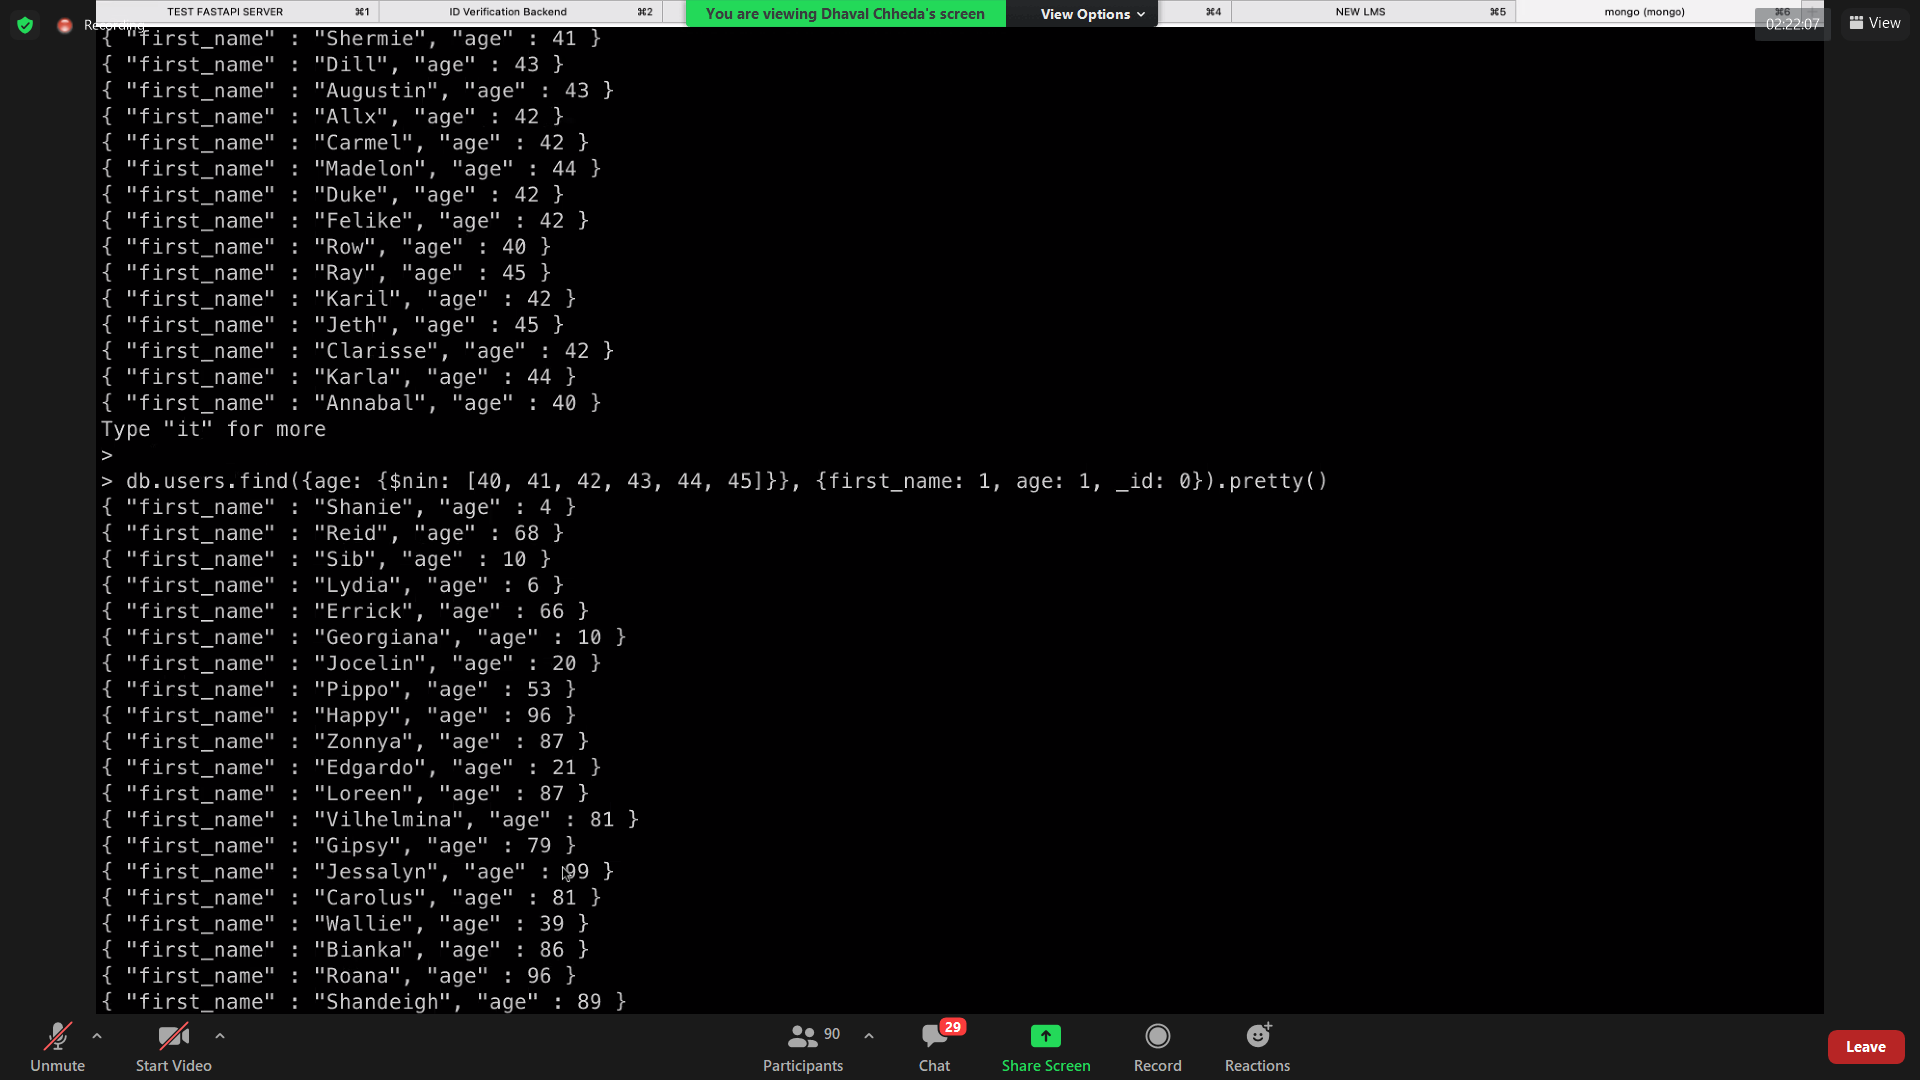 TEST FASTAPI SERVER ⌘1 ID Verification Backend ⌘2 You are viewing Dhaval Chheda's screen View Options ⌘4 NEW LMS ⌘5 mongo (mongo) ⌘6
Recording 02:22:07 View
{ "first_name" : "Shermie", "age" : 41 }
{ "first_name" : "Dill", "age" : 43 }
{ "first_name" : "Augustin", "age" : 43 }
{ "first_name" : "Allx", "age" : 42 }
{ "first_name" : "Carmel", "age" : 42 }
{ "first_name" : "Madelon", "age" : 44 }
{ "first_name" : "Duke", "age" : 42 }
{ "first_name" : "Felike", "age" : 42 }
{ "first_name" : "Row", "age" : 40 }
{ "first_name" : "Ray", "age" : 45 }
{ "first_name" : "Karil", "age" : 42 }
{ "first_name" : "Jeth", "age" : 45 }
{ "first_name" : "Clarisse", "age" : 42 }
{ "first_name" : "Karla", "age" : 44 }
{ "first_name" : "Annabal", "age" : 40 }
Type "it" for more
>
> db.users.find({age: {$nin: [40, 41, 42, 43, 44, 45]}}, {first_name: 1, age: 1, _id: 0}).pretty()
{ "first_name" : "Shanie", "age" : 4 }
{ "first_name" : "Reid", "age" : 68 }
{ "first_name" : "Sib", "age" : 10 }
{ "first_name" : "Lydia", "age" : 6 }
{ "first_name" : "Errick", "age" : 66 }
{ "first_name" : "Georgiana", "age" : 10 }
{ "first_name" : "Jocelin", "age" : 20 }
{ "first_name" : "Pippo", "age" : 53 }
{ "first_name" : "Happy", "age" : 96 }
{ "first_name" : "Zonnya", "age" : 87 }
{ "first_name" : "Edgardo", "age" : 21 }
{ "first_name" : "Loreen", "age" : 87 }
{ "first_name" : "Vilhelmina", "age" : 81 }
{ "first_name" : "Gipsy", "age" : 79 }
{ "first_name" : "Jessalyn", "age" : 99 }
{ "first_name" : "Carolus", "age" : 81 }
{ "first_name" : "Wallie", "age" : 39 }
{ "first_name" : "Bianka", "age" : 86 }
{ "first_name" : "Roana", "age" : 96 }
{ "first_name" : "Shandeigh", "age" : 89 }
90 29
Unmute Start Video Participants Chat Share Screen Record Reactions Leave